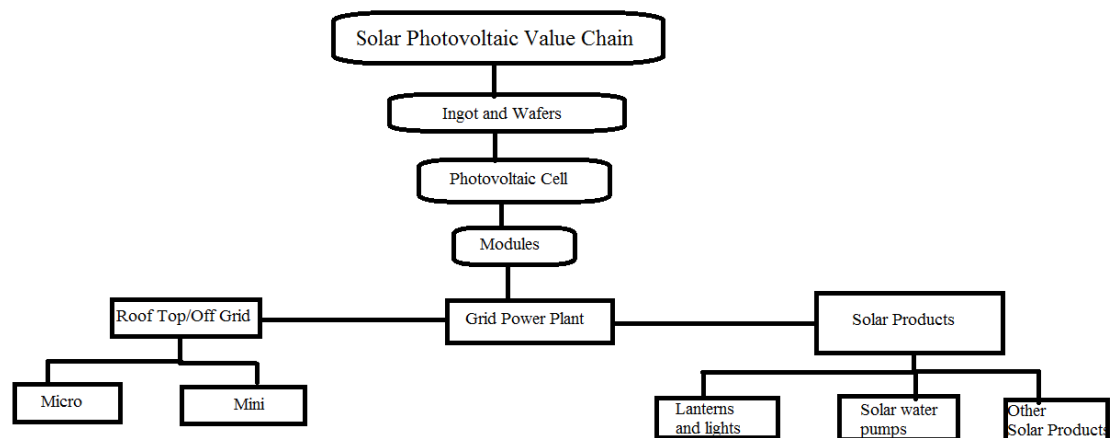 Solar Photovoltaic Value Chain
Ingot and Wafers
Photovoltaic Cell
Modules
Roof Top/Off Grid
Grid Power Plant
Solar Products
Micro
Mini
Lanterns
and lights
Solar water
pumps
Other
Solar Products